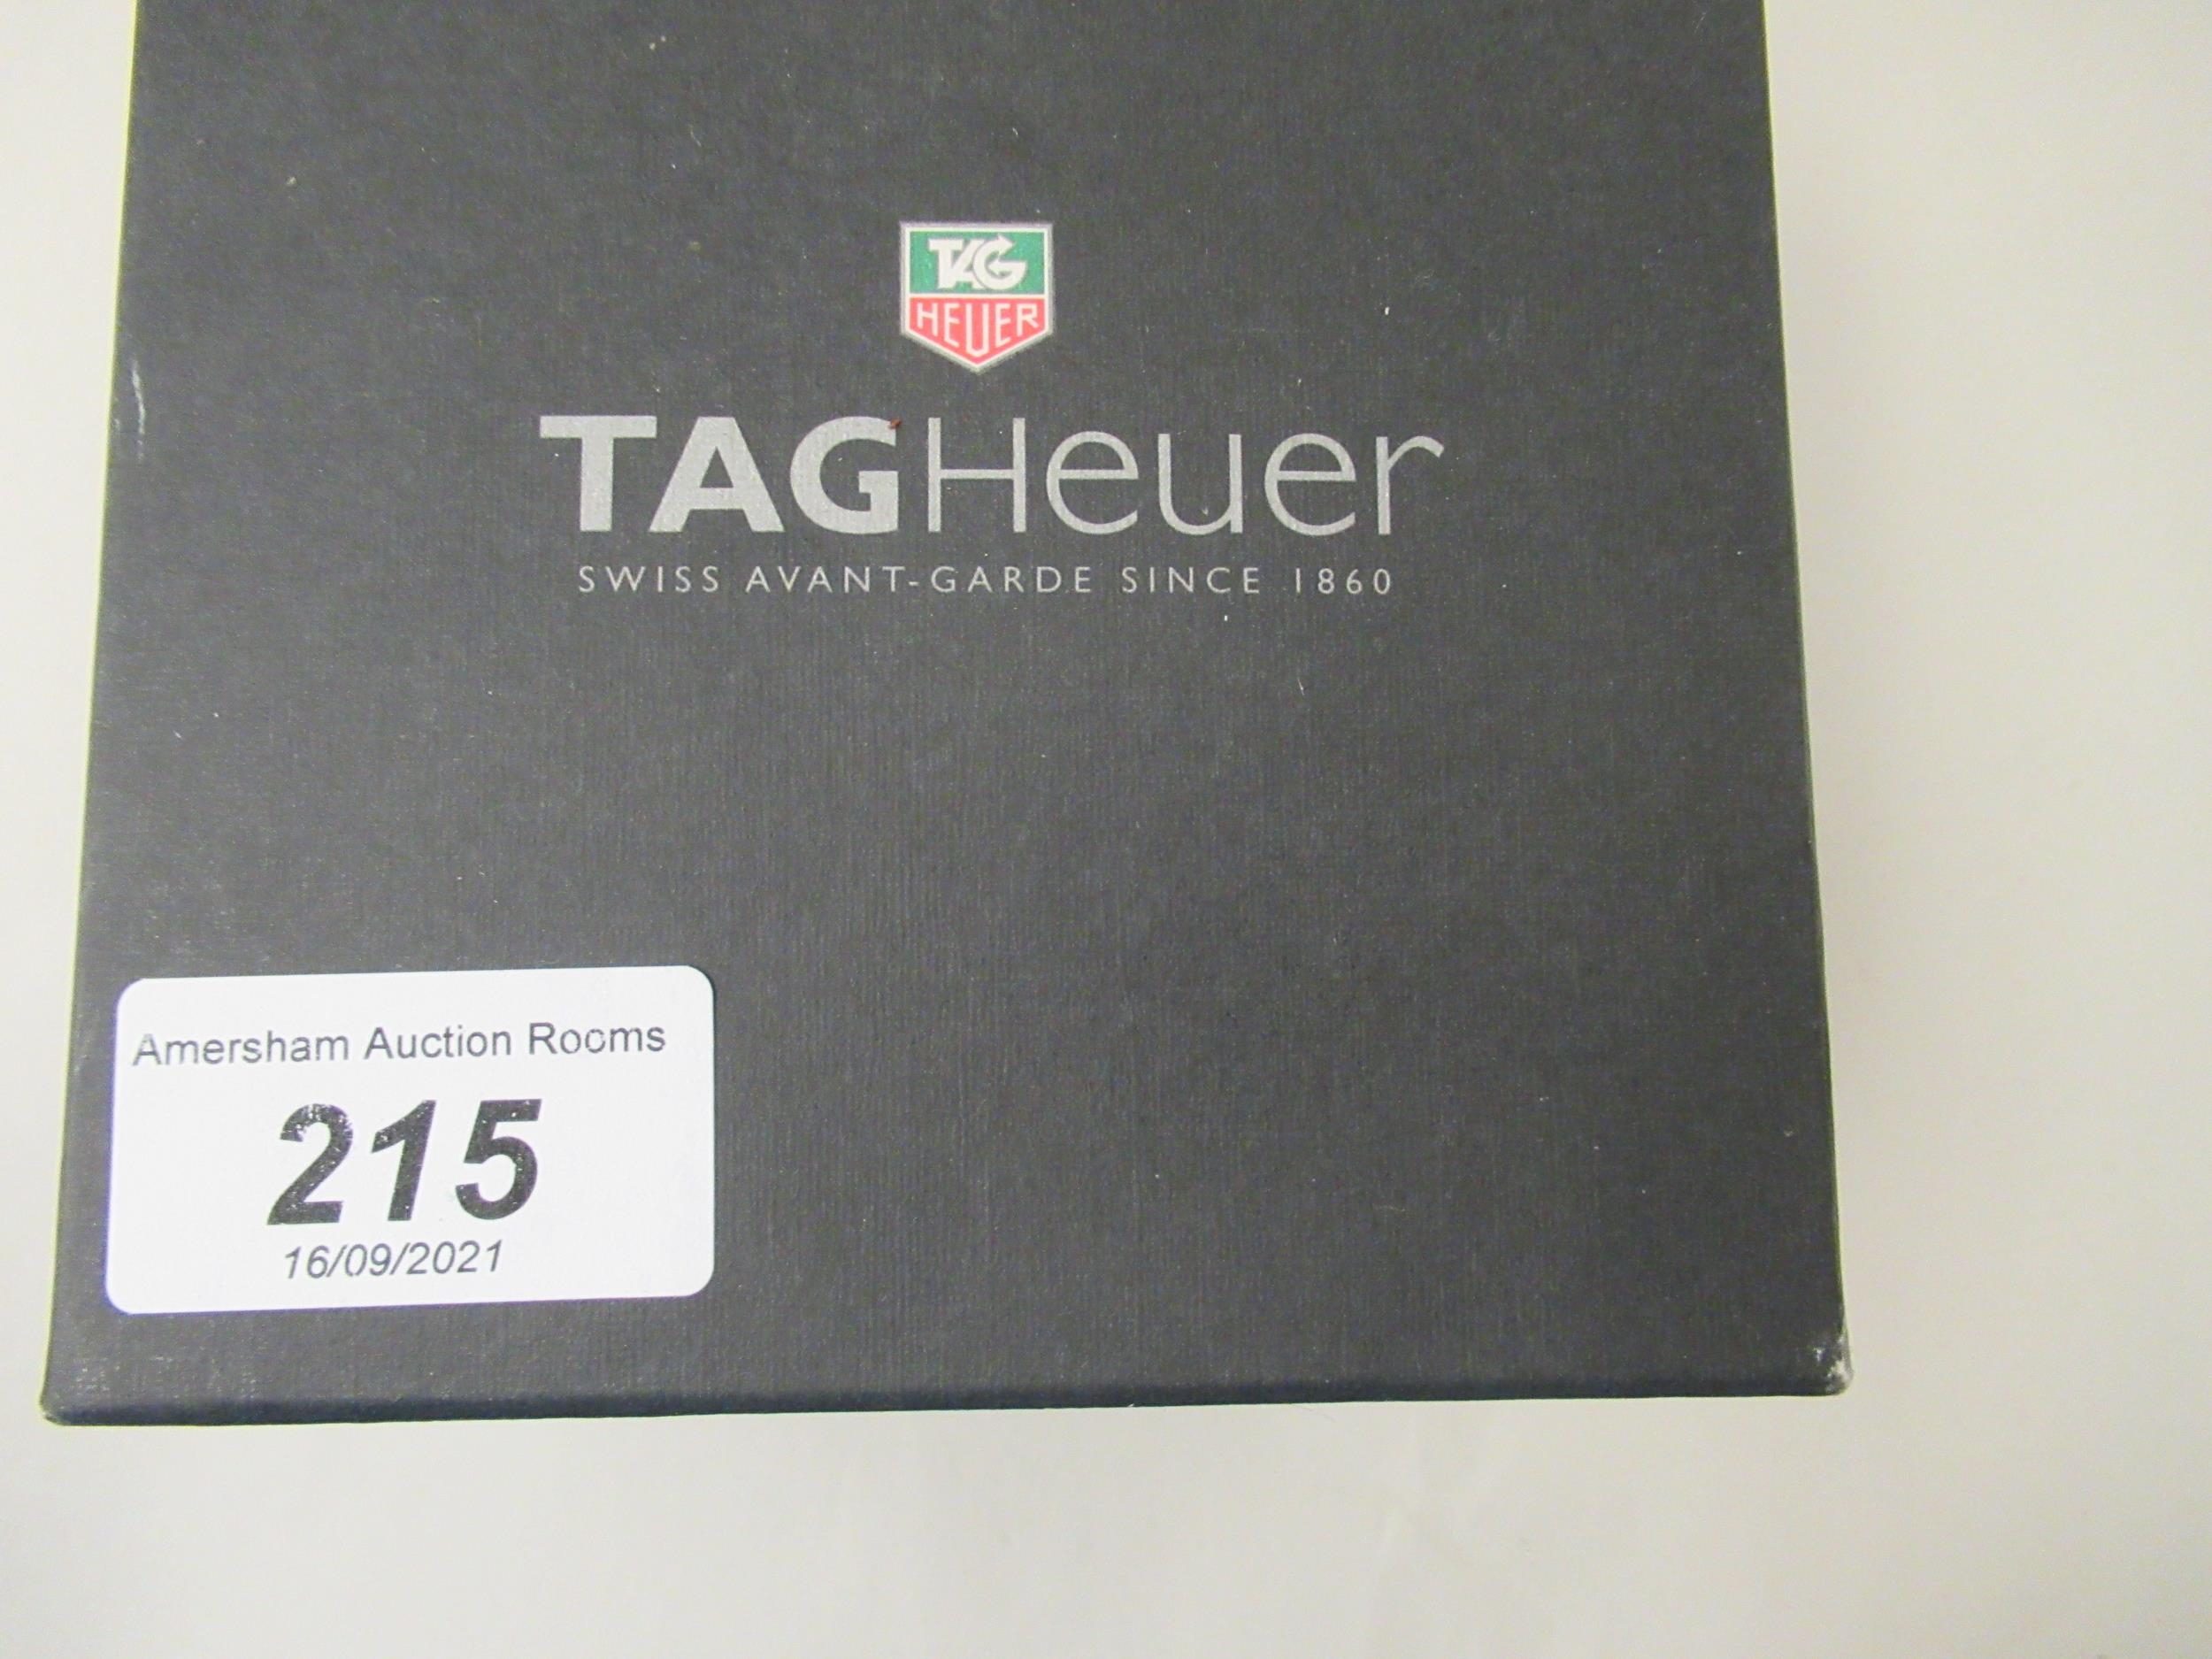 TAG
HEUER
TAGHeuer
SWISS AVANT-GARDE SINCE 1860
Amersham Auction Rooms
215
16/09/2021